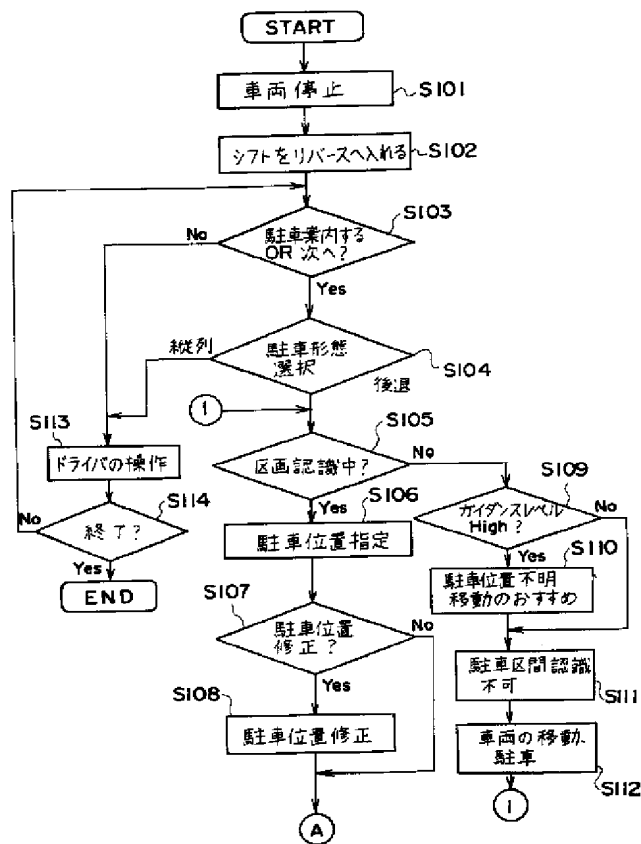 START
車両停止
S101
シフトをリバースへ入れる
S102
S103
駐車案内する
OR 次へ?
No
Yes
S104
駐車形態
選択
縦列
後退
1
S105
区画認識中?
No
Yes
S113
ドライバの操作
S114
終了?
No
Yes
END
S106
駐車位置指定
S107
駐車位置
修正?
No
Yes
S108
駐車位置修正
A
S109
ガイダンスレベル
High?
No
Yes
S110
駐車位置不明
移動のおすすめ
駐車区間認識
不可
S111
車両の移動、
駐車
S112
1